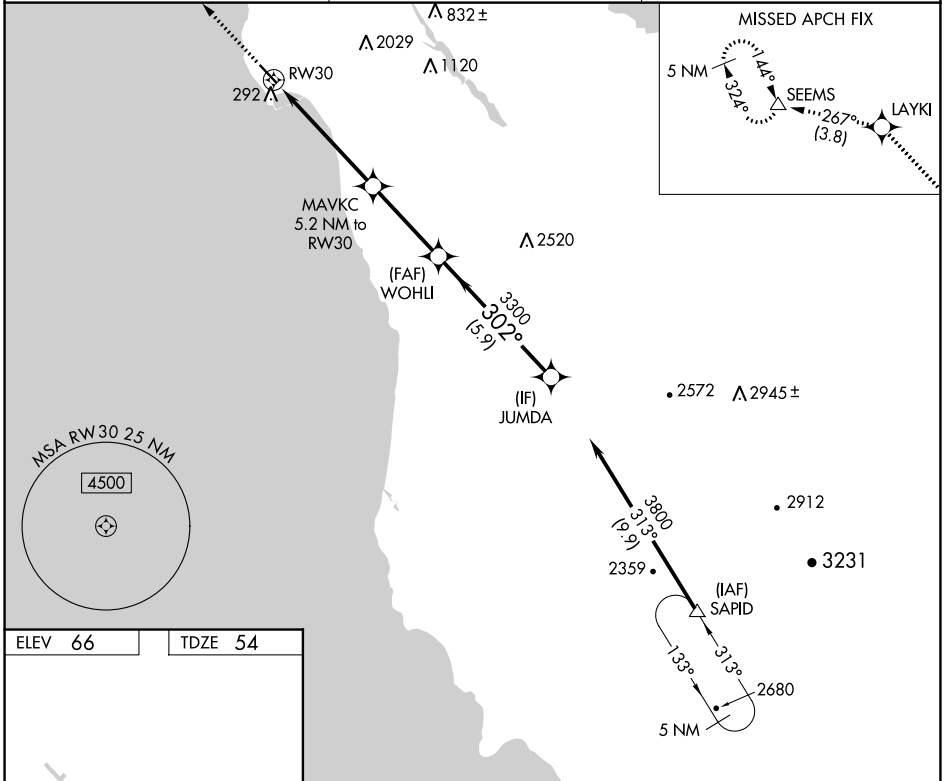 832 ±
2029
1120
RW30
292
MISSED APCH FIX
5 NM
144°
324°
SEEMS
LAYKI
267°
(3.8)
MAVKC
5.2 NM to
RW30
2520
(FAF)
WOHLI
3300
302°
(5.9)
(IF)
JUMDA
2572
2945 ±
MSA RW30 25 NM
4500
3800
313°
(9.9)
2912
3231
2359
(IAF)
SAPID
133°
313°
2680
5 NM
ELEV 66
TDZE 54